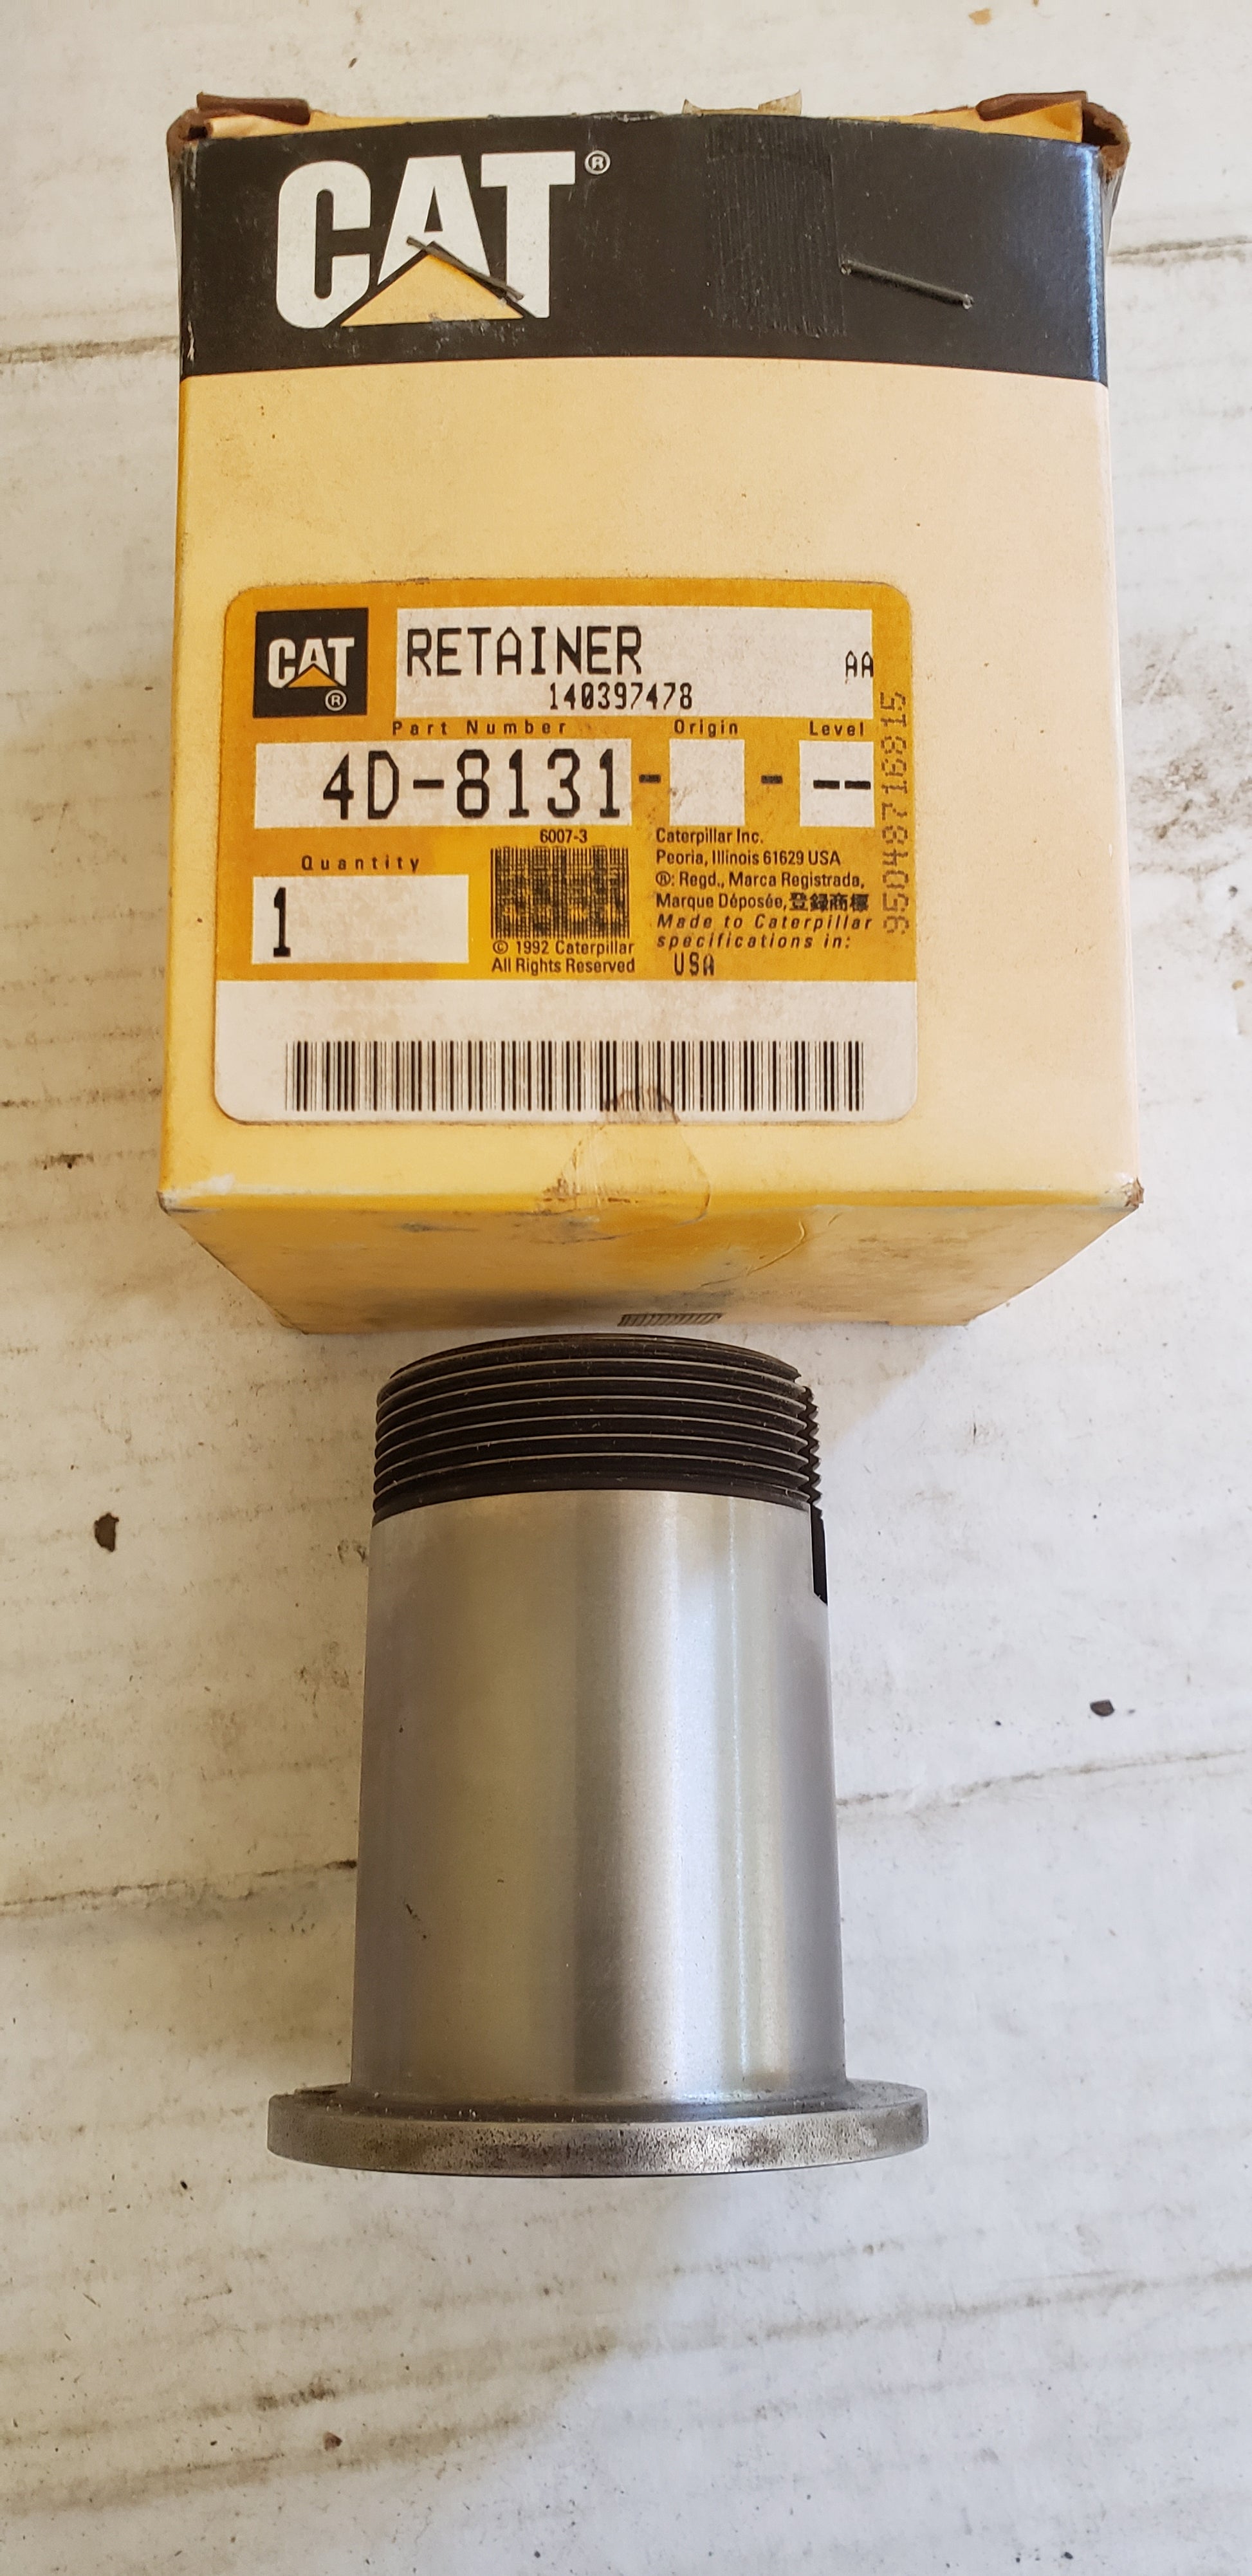 CAT®
CAT
®
RETAINER
AA
140397478
Part Number Origin Level
4D-8131- - --
Quantity
1
6007-3
© 1992 Caterpillar
All Rights Reserved
Caterpillar Inc.
Peoria, Illinois 61629 USA
®: Regd., Marca Registrada,
Marque Déposée, 登録商標
Made to Caterpillar
specifications in:
USA